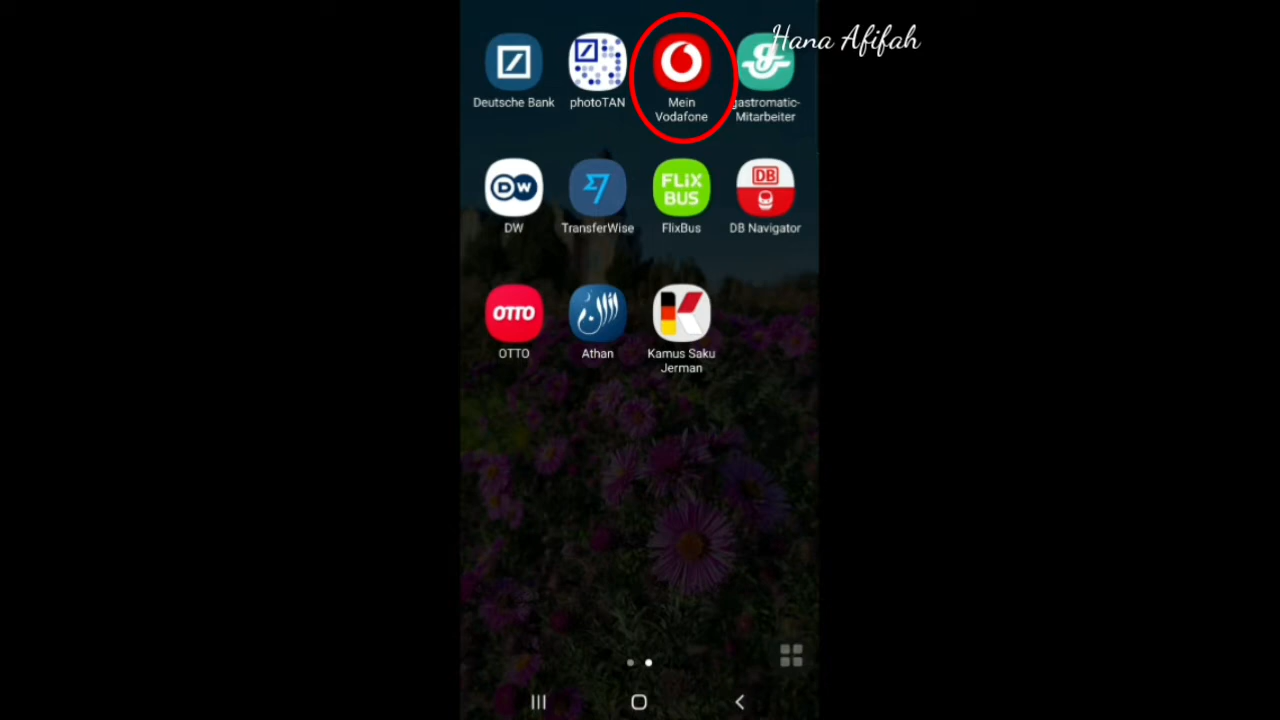 Hana Afifah
Deutsche Bank
photoTAN
Mein
Vodafone
gastromatic-
Mitarbeiter
DW
DW
TransferWise
FLiX
BUS
FlixBus
DB
DB Navigator
OTTO
OTTO
Athan
Kamus Saku
Jerman